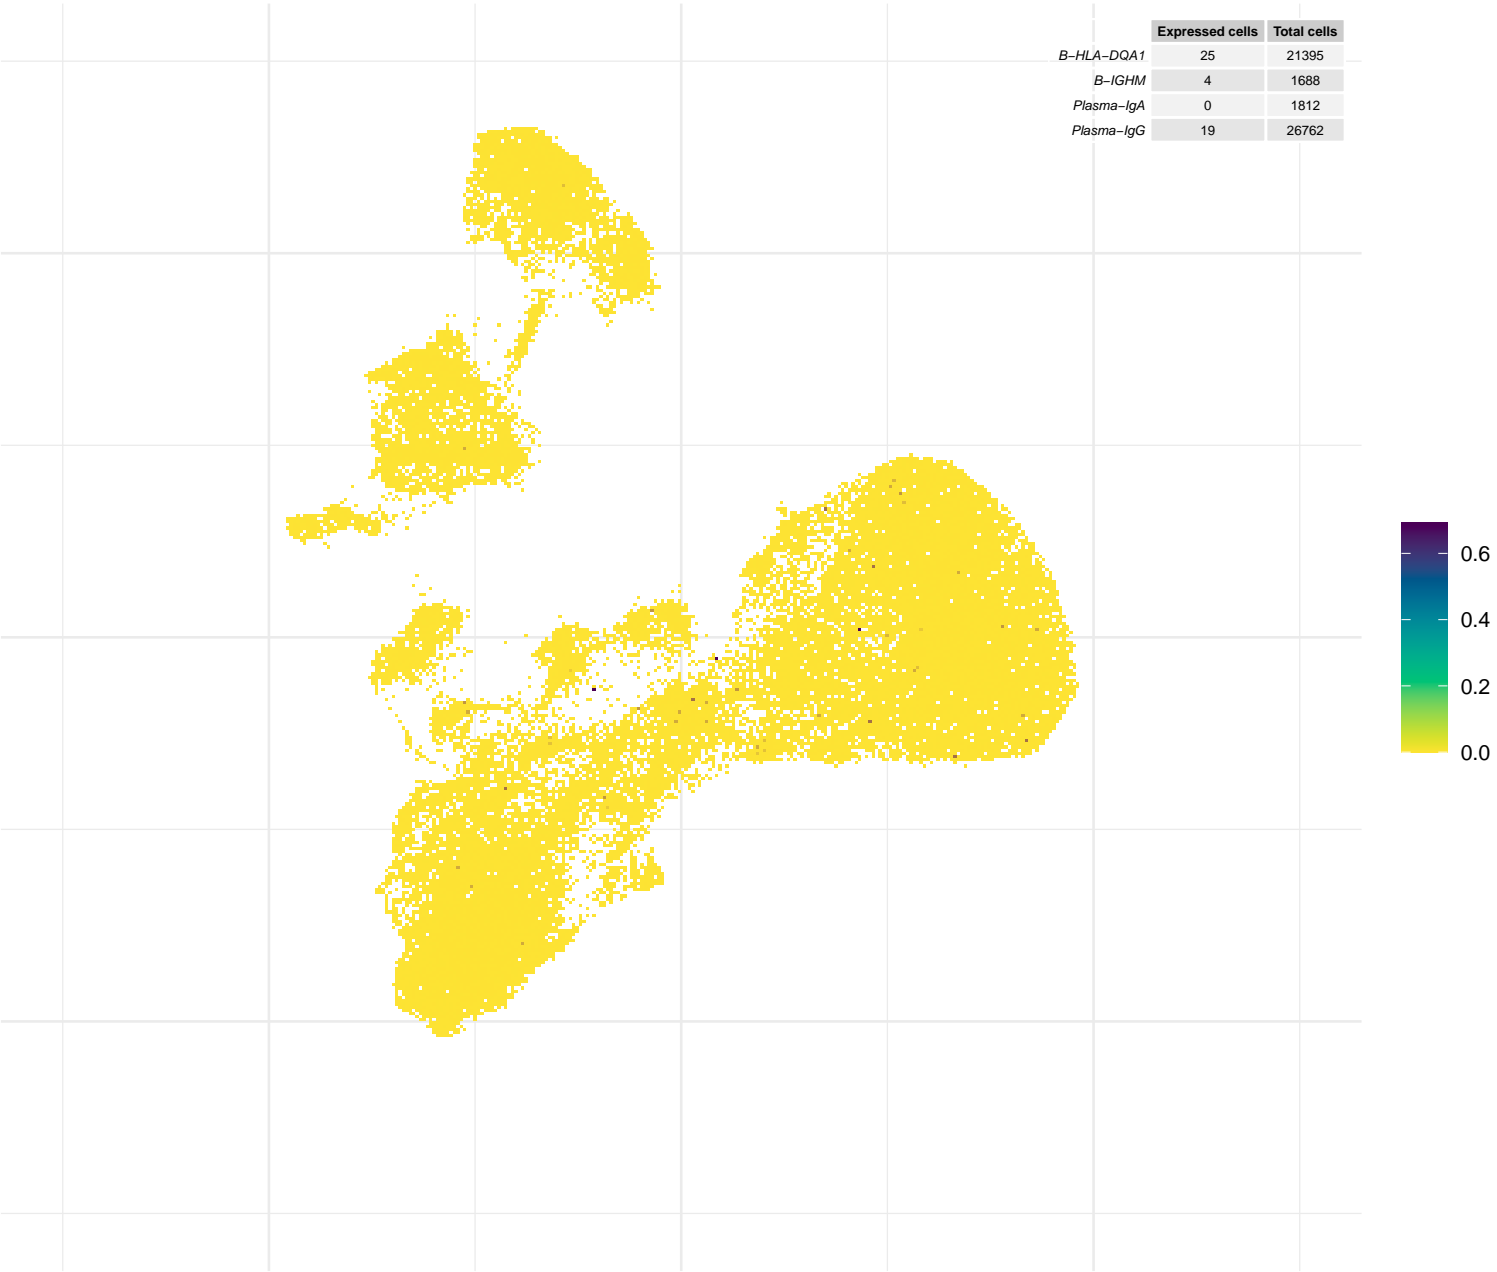 Expressed cells Total cells
B−HLA−DQA1 25 21395
B−IGHM 4 1688
Plasma−IgA 0 1812
Plasma−IgG 19 26762
0.6
0.4
0.2
0.0